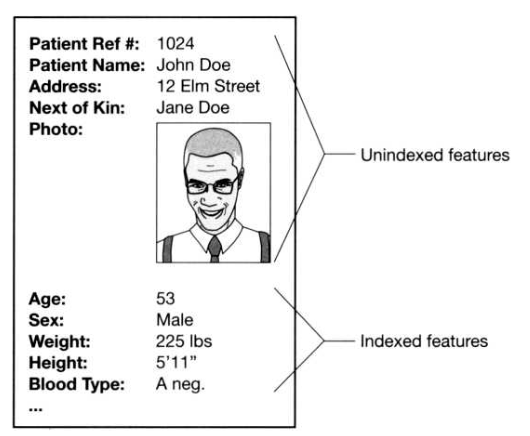 Patient Ref #: 1024
Patient Name: John Doe
Address: 12 Elm Street
Next of Kin: Jane Doe
Photo:
Unindexed features
Age: 53
Sex: Male
Weight: 225 lbs
Height: 5'11”
Blood Type: A neg.
...
Indexed features